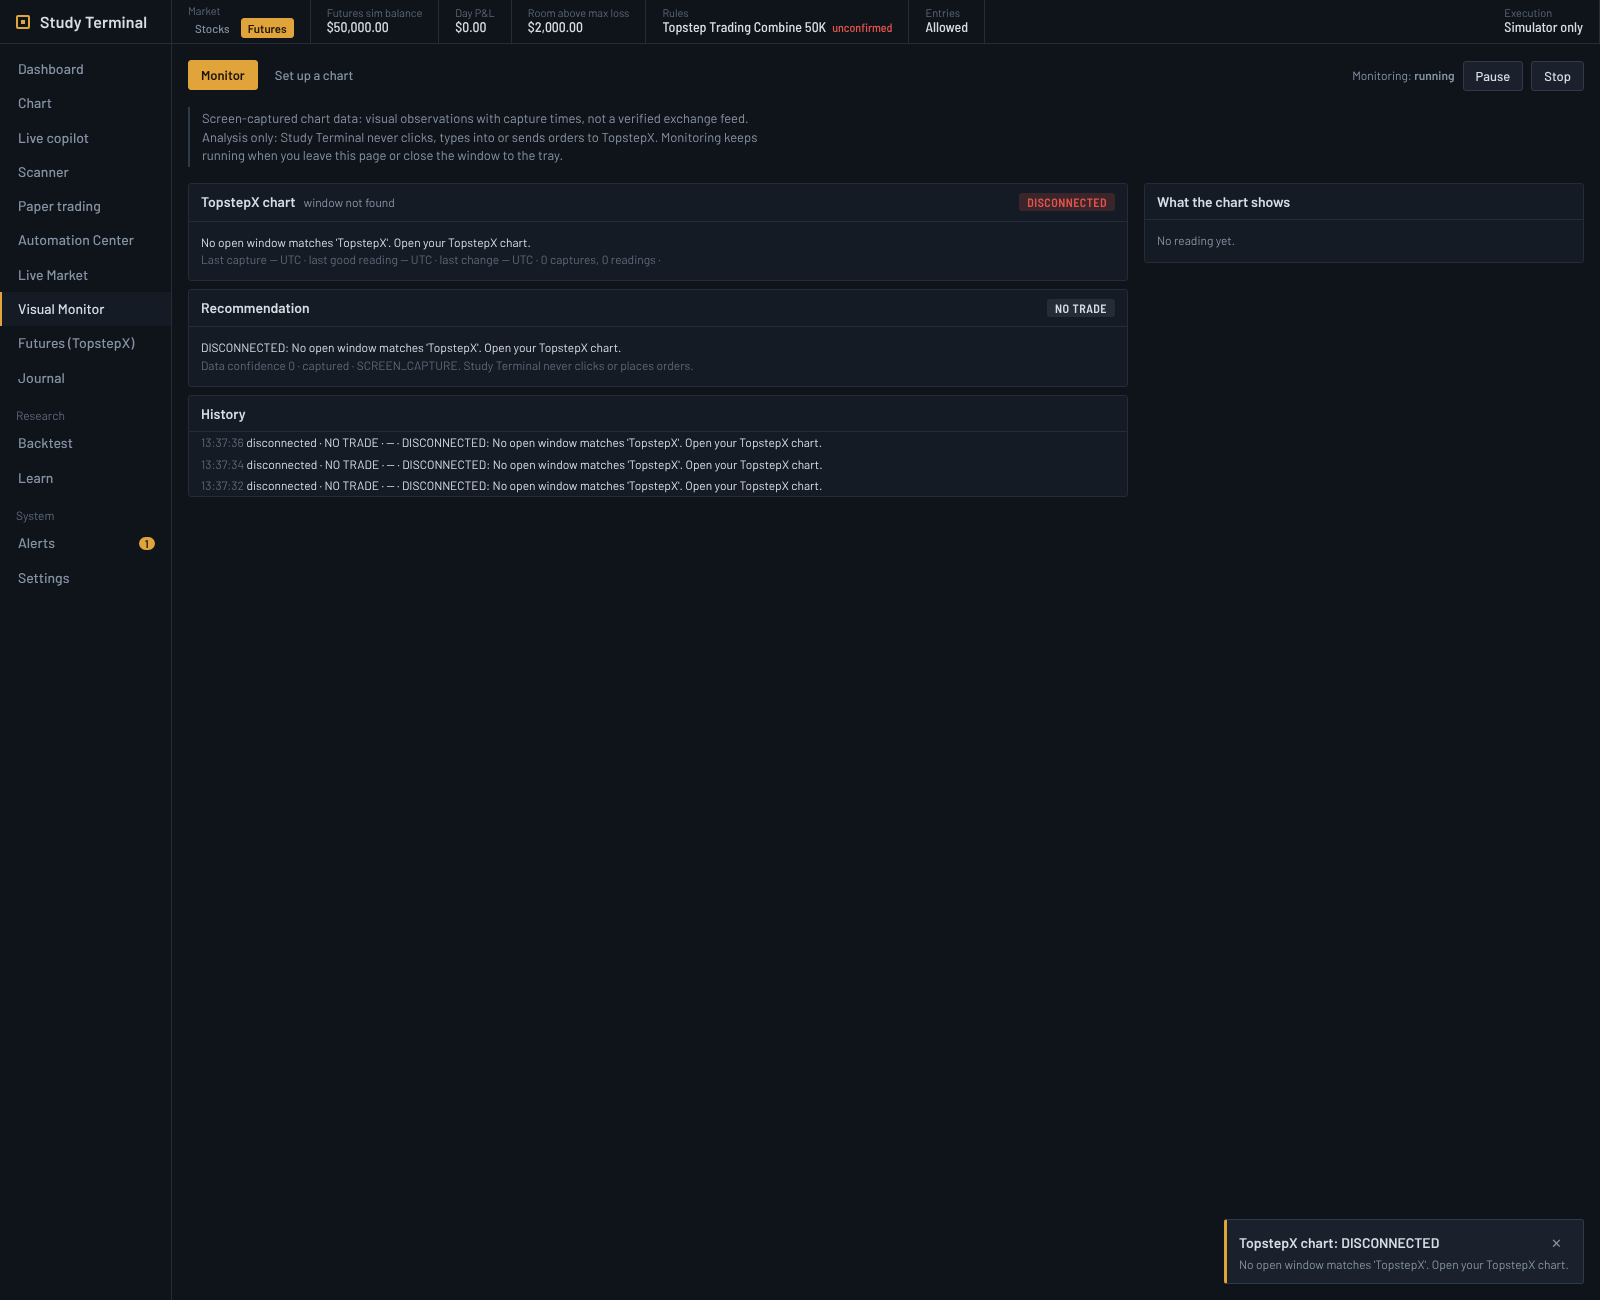 Study Terminal
Market
Stocks Futures
Futures sim balance
$50,000.00
Day P&L
$0.00
Room above max loss
$2,000.00
Rules
Topstep Trading Combine 50K unconfirmed
Entries
Allowed
Execution
Simulator only
Dashboard
Chart
Live copilot
Scanner
Paper trading
Automation Center
Live Market
Visual Monitor
Futures (TopstepX)
Journal
Research
Backtest
Learn
System
Alerts 1
Settings
Monitor Set up a chart
Monitoring: running Pause Stop
Screen-captured chart data: visual observations with capture times, not a verified exchange feed.
Analysis only: Study Terminal never clicks, types into or sends orders to TopstepX. Monitoring keeps
running when you leave this page or close the window to the tray.
TopstepX chart window not found DISCONNECTED
No open window matches 'TopstepX'. Open your TopstepX chart.
Last capture — UTC · last good reading — UTC · last change — UTC · 0 captures, 0 readings ·
Recommendation NO TRADE
DISCONNECTED: No open window matches 'TopstepX'. Open your TopstepX chart.
Data confidence 0 · captured · SCREEN_CAPTURE. Study Terminal never clicks or places orders.
History
13:37:36 disconnected · NO TRADE · — · DISCONNECTED: No open window matches 'TopstepX'. Open your TopstepX chart.
13:37:34 disconnected · NO TRADE · — · DISCONNECTED: No open window matches 'TopstepX'. Open your TopstepX chart.
13:37:32 disconnected · NO TRADE · — · DISCONNECTED: No open window matches 'TopstepX'. Open your TopstepX chart.
What the chart shows
No reading yet.
TopstepX chart: DISCONNECTED ×
No open window matches 'TopstepX'. Open your TopstepX chart.